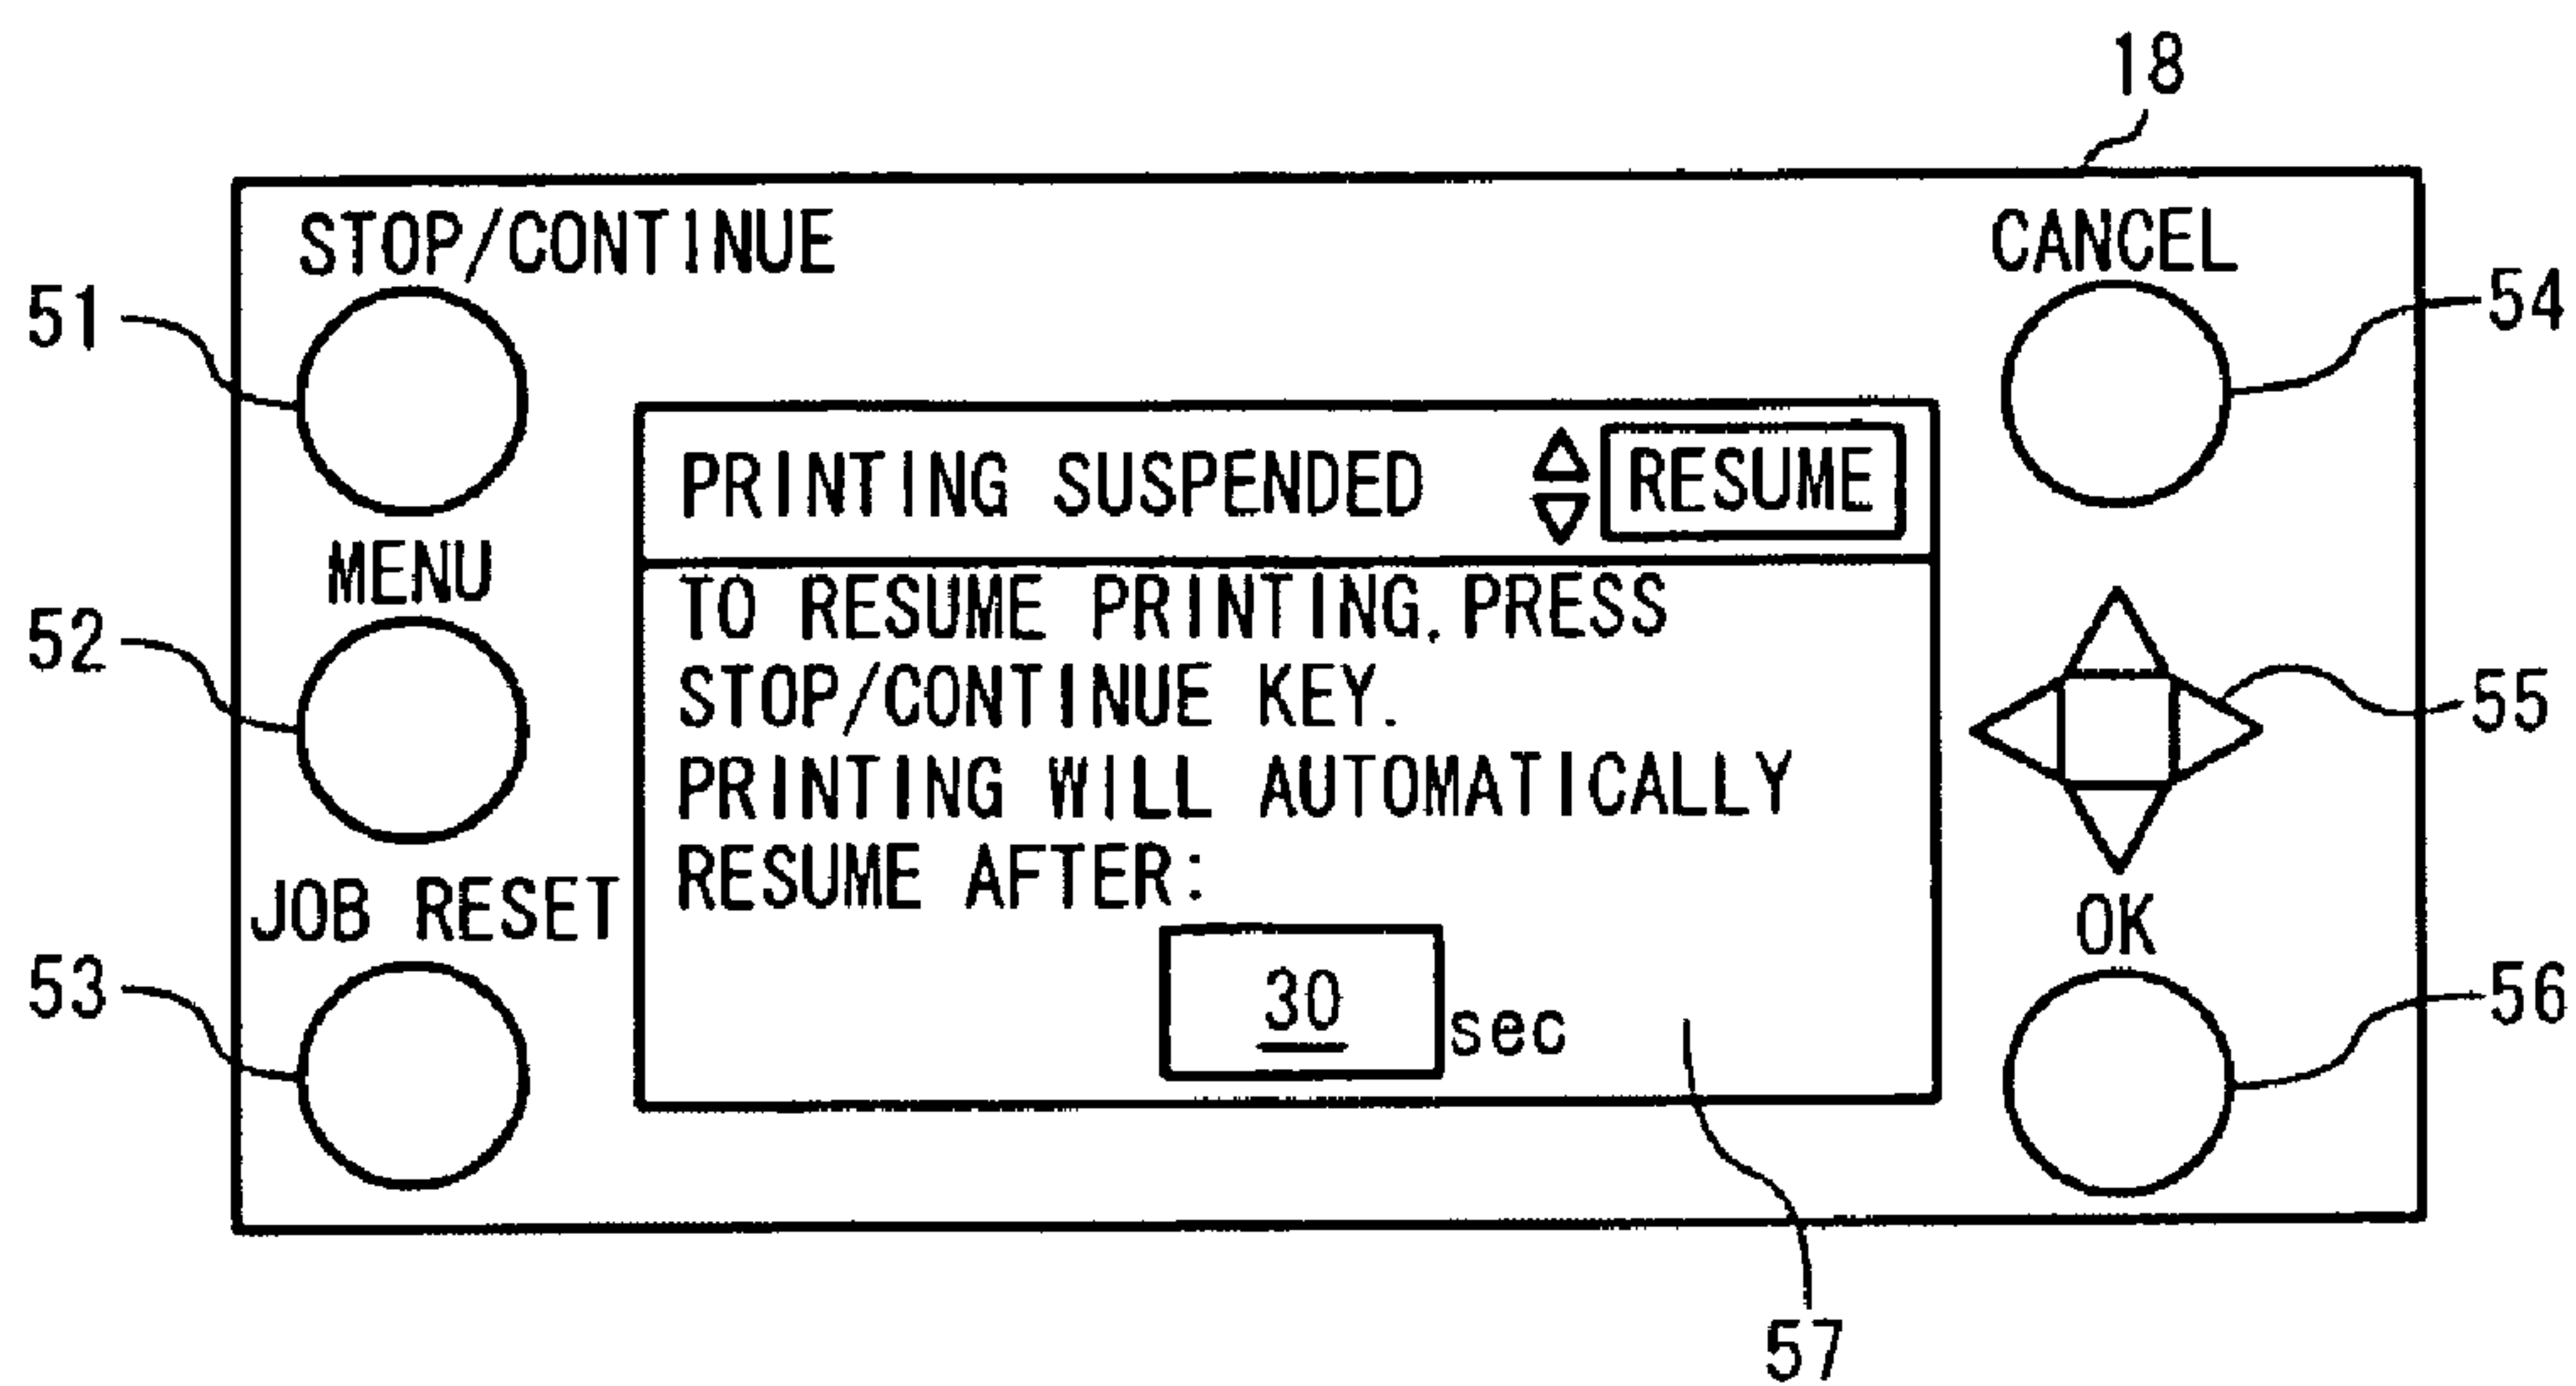 18
STOP/CONTINUE
CANCEL
51
54
PRINTING SUSPENDED RESUME
MENU
TO RESUME PRINTING. PRESS
52
STOP/CONTINUE KEY.
55
PRINTING WILL AUTOMATICALLY
RESUME AFTER:
JOB RESET
OK
53
30 sec
56
57